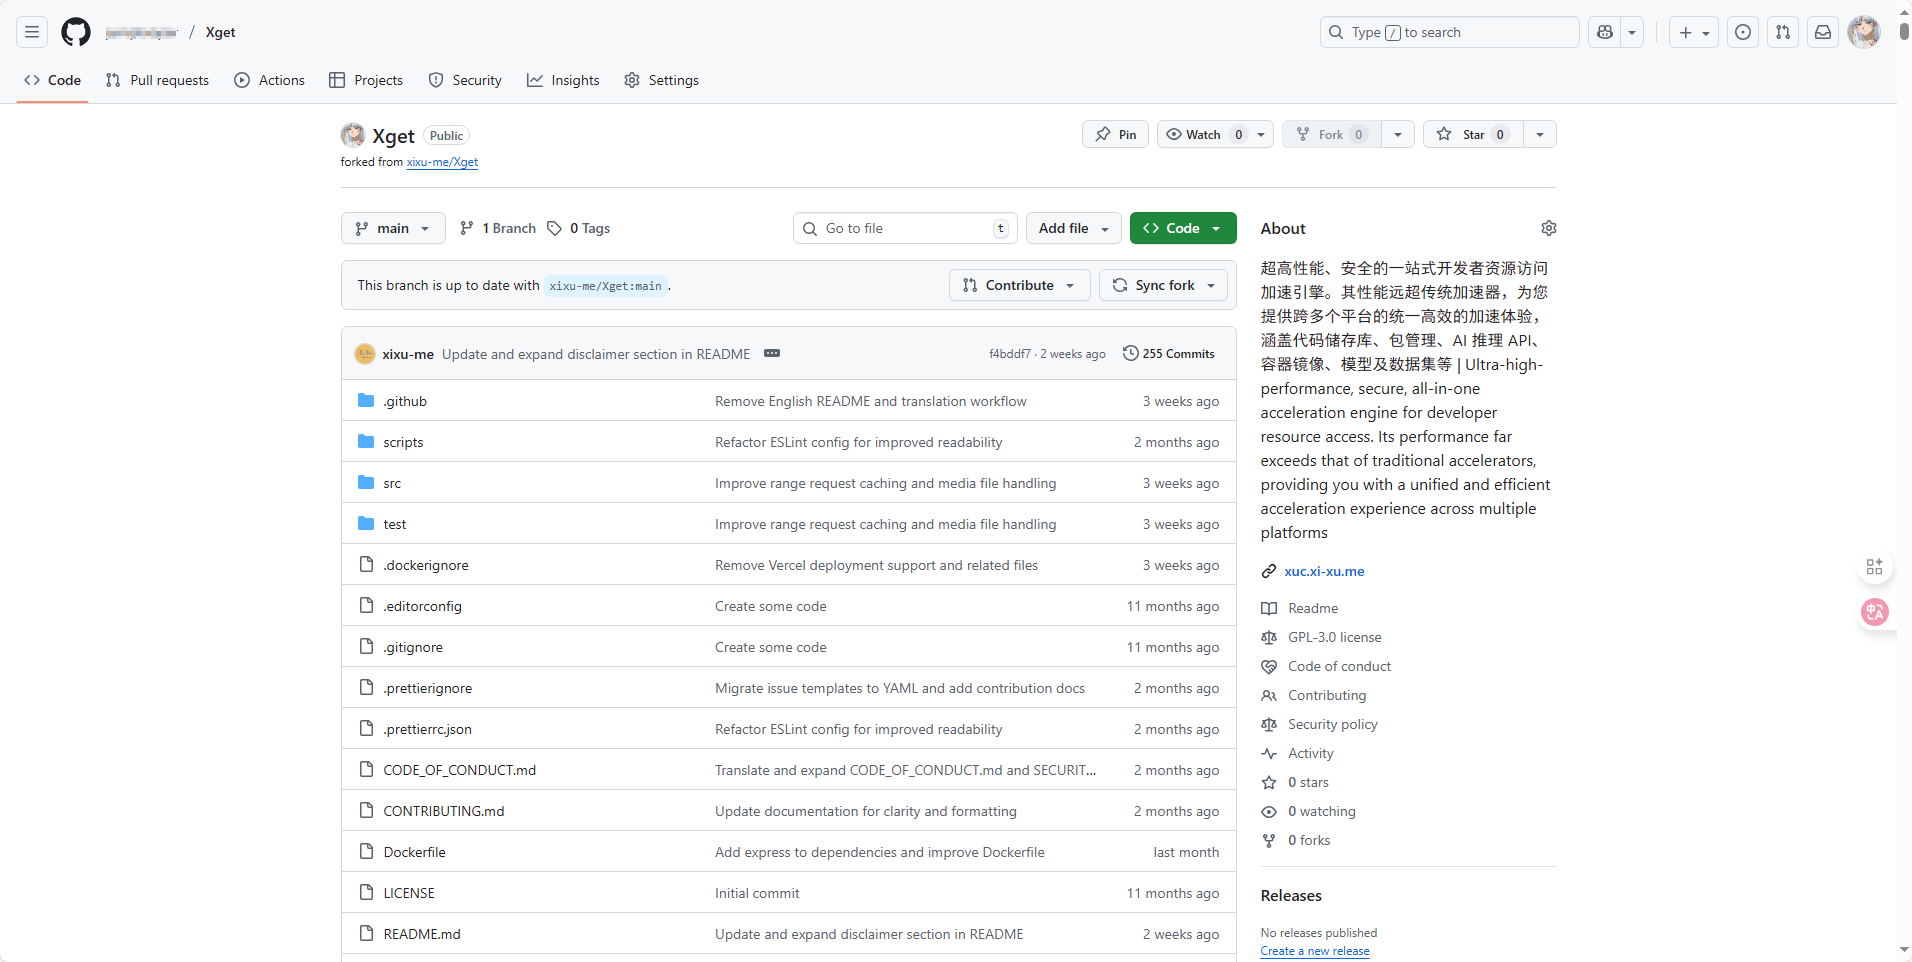 / Xget
Type / to search
Code Pull requests Actions Projects Security Insights Settings
Xget Public
Pin Watch 0 Fork 0 Star 0
forked from xixu-me/Xget
main 1 Branch 0 Tags
Go to file t Add file Code
This branch is up to date with xixu-me/Xget:main .
Contribute Sync fork
xixu-me Update and expand disclaimer section in README f4bddf7 · 2 weeks ago 255 Commits
.github Remove English README and translation workflow 3 weeks ago
scripts Refactor ESLint config for improved readability 2 months ago
src Improve range request caching and media file handling 3 weeks ago
test Improve range request caching and media file handling 3 weeks ago
.dockerignore Remove Vercel deployment support and related files 3 weeks ago
.editorconfig Create some code 11 months ago
.gitignore Create some code 11 months ago
.prettierignore Migrate issue templates to YAML and add contribution docs 2 months ago
.prettierrc.json Refactor ESLint config for improved readability 2 months ago
CODE_OF_CONDUCT.md Translate and expand CODE_OF_CONDUCT.md and SECURIT... 2 months ago
CONTRIBUTING.md Update documentation for clarity and formatting 2 months ago
Dockerfile Add express to dependencies and improve Dockerfile last month
LICENSE Initial commit 11 months ago
README.md Update and expand disclaimer section in README 2 weeks ago
About
超高性能、安全的一站式开发者资源访问
加速引擎。其性能远超传统加速器，为您
提供跨多个平台的统一高效的加速体验，
涵盖代码储存库、包管理、AI 推理 API、
容器镜像、模型及数据集等 | Ultra-high-
performance, secure, all-in-one
acceleration engine for developer
resource access. Its performance far
exceeds that of traditional accelerators,
providing you with a unified and efficient
acceleration experience across multiple
platforms
xuc.xi-xu.me
Readme
GPL-3.0 license
Code of conduct
Contributing
Security policy
Activity
0 stars
0 watching
0 forks
Releases
No releases published
Create a new release